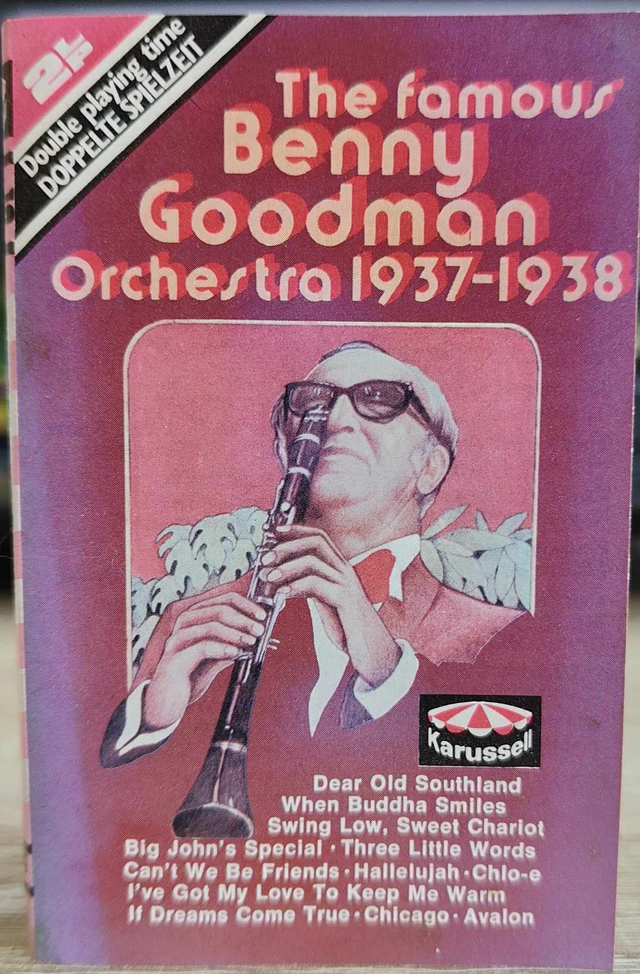 2LP
Double playing time
DOPPELTE SPIELZEIT
The famous
Benny
Goodman
Orchestra 1937-1938
Karussell
Dear Old Southland
When Buddha Smiles
Swing Low, Sweet Chariot
Big John's Special · Three Little Words
Can't We Be Friends · Hallelujah · Chlo-e
I've Got My Love To Keep Me Warm
If Dreams Come True · Chicago · Avalon